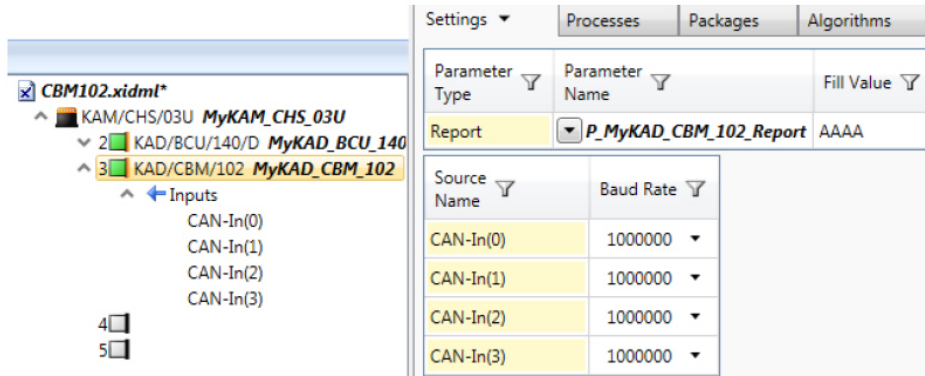 CBM102.xidml*
KAM/CHS/03U MyKAM_CHS_03U
2 KAD/BCU/140/D MyKAD_BCU_140
3 KAD/CBM/102 MyKAD_CBM_102
Inputs
CAN-In(0)
CAN-In(1)
CAN-In(2)
CAN-In(3)
4
5
Settings Processes Packages Algorithms
Parameter Type Parameter Name Fill Value
Report P_MyKAD_CBM_102_Report AAAA
Source Name Baud Rate
CAN-In(0) 1000000
CAN-In(1) 1000000
CAN-In(2) 1000000
CAN-In(3) 1000000